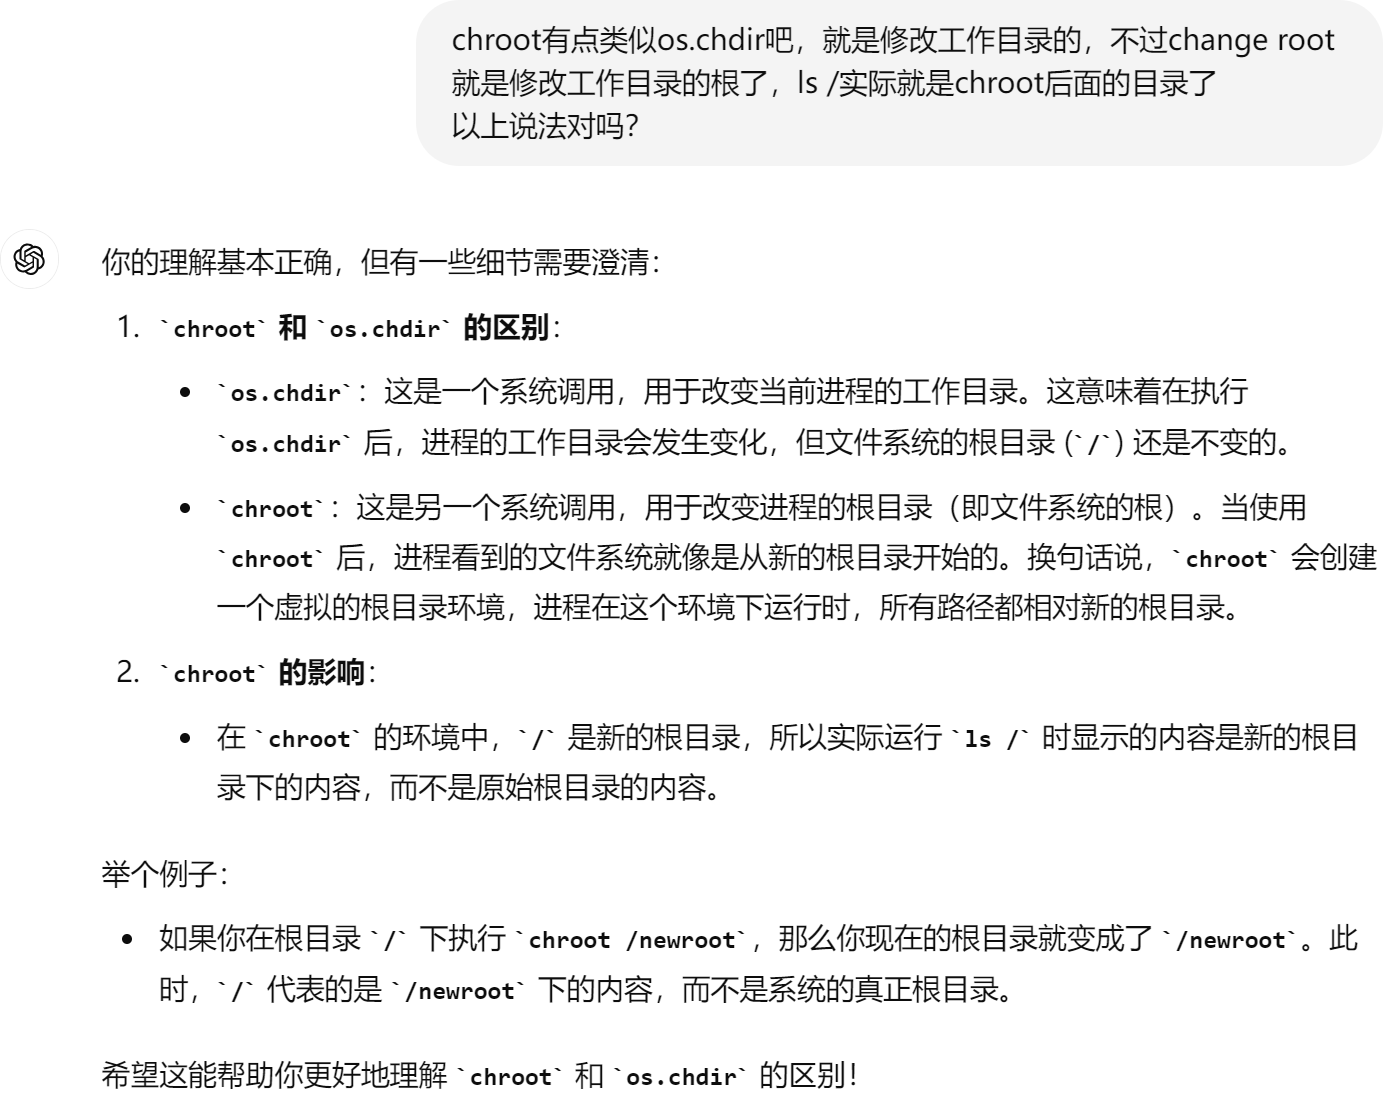 chroot有点类似os.chdir吧，就是修改工作目录的，不过change root
就是修改工作目录的根了，ls /实际就是chroot后面的目录了
以上说法对吗？
你的理解基本正确，但有一些细节需要澄清：
1. `chroot` 和 `os.chdir` 的区别：
• `os.chdir`：这是一个系统调用，用于改变当前进程的工作目录。这意味着在执行
`os.chdir` 后，进程的工作目录会发生变化，但文件系统的根目录 (`/`) 还是不变的。
• `chroot`：这是另一个系统调用，用于改变进程的根目录（即文件系统的根）。当使用
`chroot` 后，进程看到的文件系统就像是从新的根目录开始的。换句话说，`chroot` 会创建
一个虚拟的根目录环境，进程在这个环境下运行时，所有路径都相对新的根目录。
2. `chroot` 的影响：
• 在 `chroot` 的环境中，`/` 是新的根目录，所以实际运行 `ls /` 时显示的内容是新的根目
录下的内容，而不是原始根目录的内容。
举个例子：
• 如果你在根目录 `/` 下执行 `chroot /newroot`，那么你现在的根目录就变成了 `/newroot`。此
时，`/` 代表的是 `/newroot` 下的内容，而不是系统的真正根目录。
希望这能帮助你更好地理解 `chroot` 和 `os.chdir` 的区别！